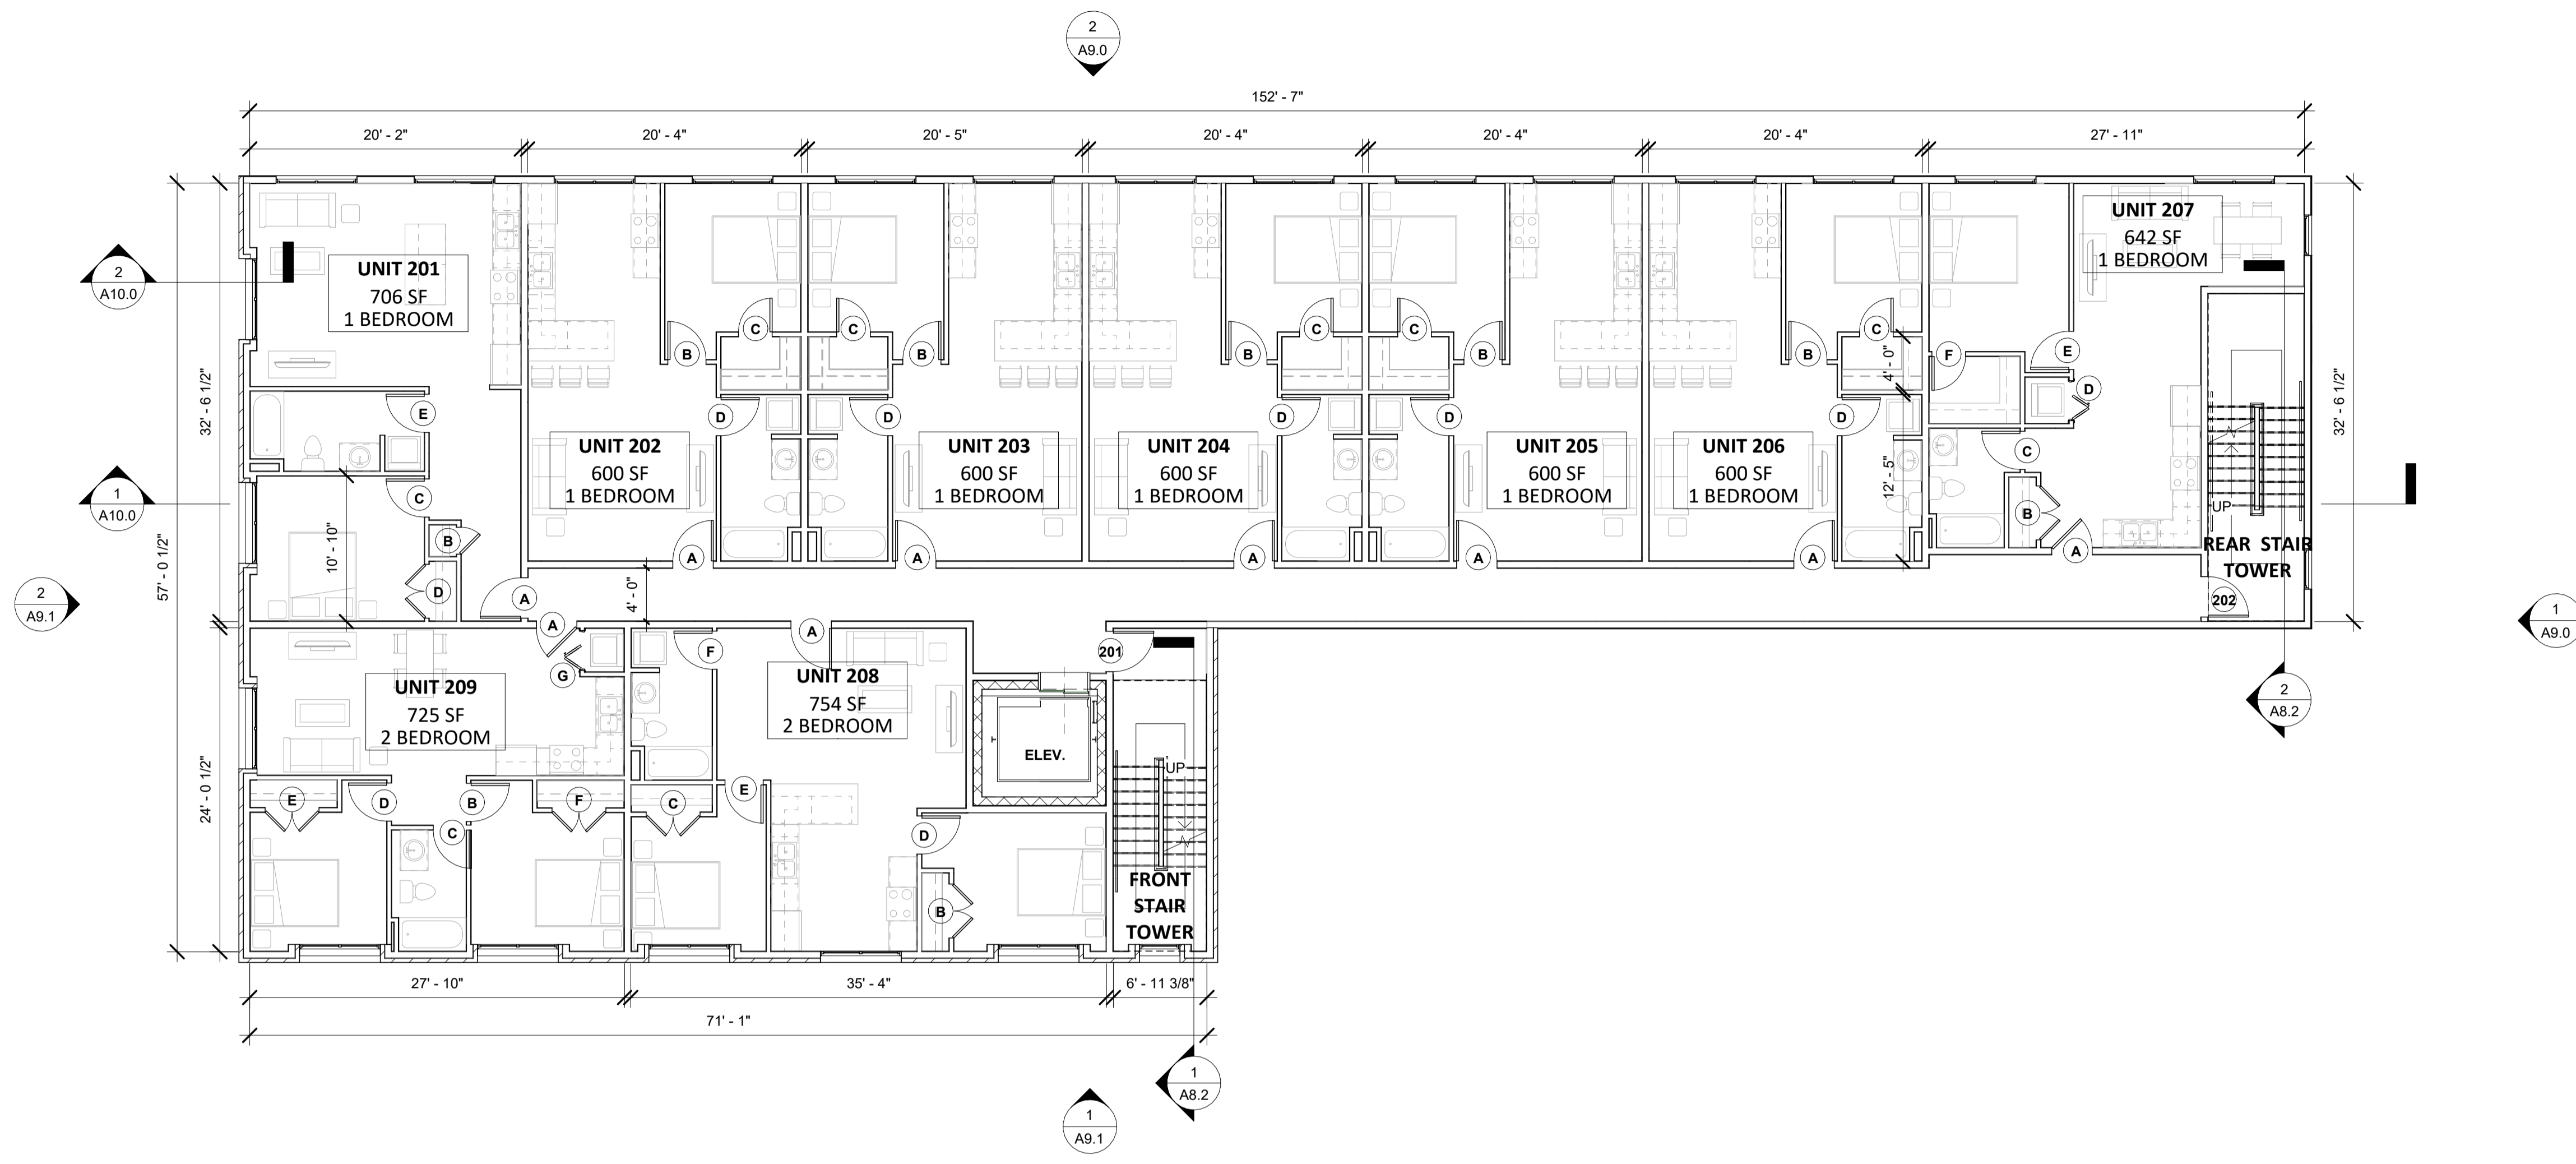 2
A9.0
152' - 7"
20' - 2"
20' - 4"
20' - 5"
20' - 4"
20' - 4"
20' - 4"
27' - 11"
2
A10.0
1
A10.0
2
A9.1
57' - 0 1/2"
32' - 6 1/2"
24' - 0 1/2"
UNIT 201
706 SF
1 BEDROOM
E
C
10' - 10"
B
D
A
UNIT 202
600 SF
1 BEDROOM
C
B
D
A
UNIT 203
600 SF
1 BEDROOM
C
B
D
A
UNIT 204
600 SF
1 BEDROOM
C
B
D
A
UNIT 205
600 SF
1 BEDROOM
C
B
D
A
UNIT 206
600 SF
1 BEDROOM
C
B
D
A
4' - 0"
12' - 5"
UNIT 207
642 SF
1 BEDROOM
F
E
D
C
B
A
UP
REAR STAIR
TOWER
202
32' - 6 1/2"
1
A9.0
2
A8.2
4' - 0"
A
G
UNIT 209
725 SF
2 BEDROOM
E
D
B
F
C
A
F
UNIT 208
754 SF
2 BEDROOM
E
C
D
B
ELEV.
201
UP
FRONT
STAIR
TOWER
27' - 10"
35' - 4"
6' - 11 3/8"
71' - 1"
1
A8.2
1
A9.1